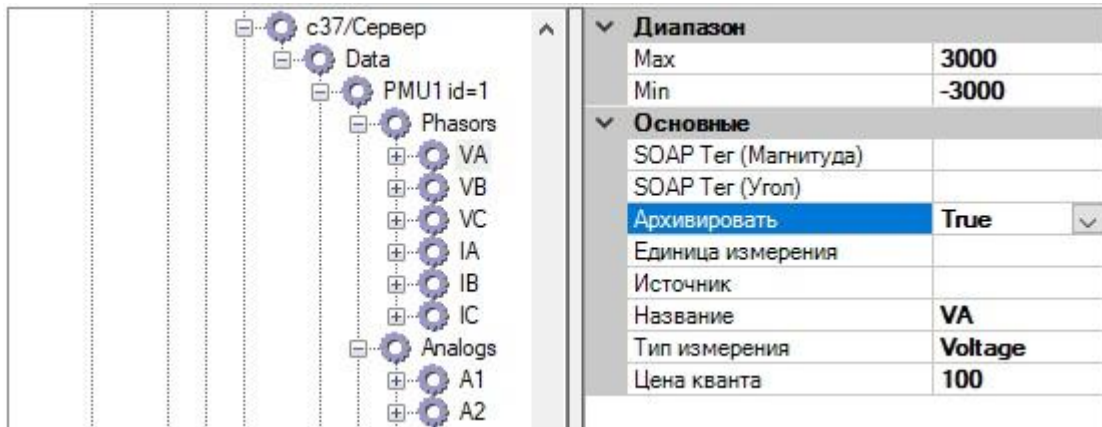 c37/Сервер
Data
PMU1 id=1
Phasors
VA
VB
VC
IA
IB
IC
Analogs
A1
A2
Диапазон
Max 3000
Min -3000
Основные
SOAP Тег (Магнитуда)
SOAP Тег (Угол)
Архивировать True
Единица измерения
Источник
Название VA
Тип измерения Voltage
Цена кванта 100